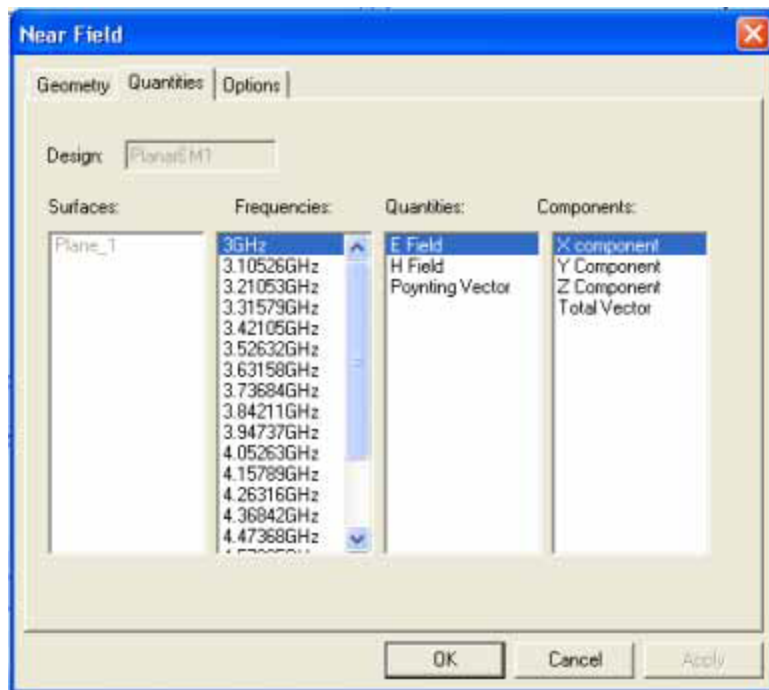 Near Field
Geometry Quantities Options
Design: PlanarEM1
Surfaces: Frequencies: Quantities: Components:
Plane_1
3GHz
3.10526GHz
3.21053GHz
3.31579GHz
3.42105GHz
3.52632GHz
3.63158GHz
3.73684GHz
3.84211GHz
3.94737GHz
4.05263GHz
4.15789GHz
4.26316GHz
4.36842GHz
4.47368GHz
E Field
H Field
Poynting Vector
X component
Y Component
Z Component
Total Vector
OK Cancel Apply